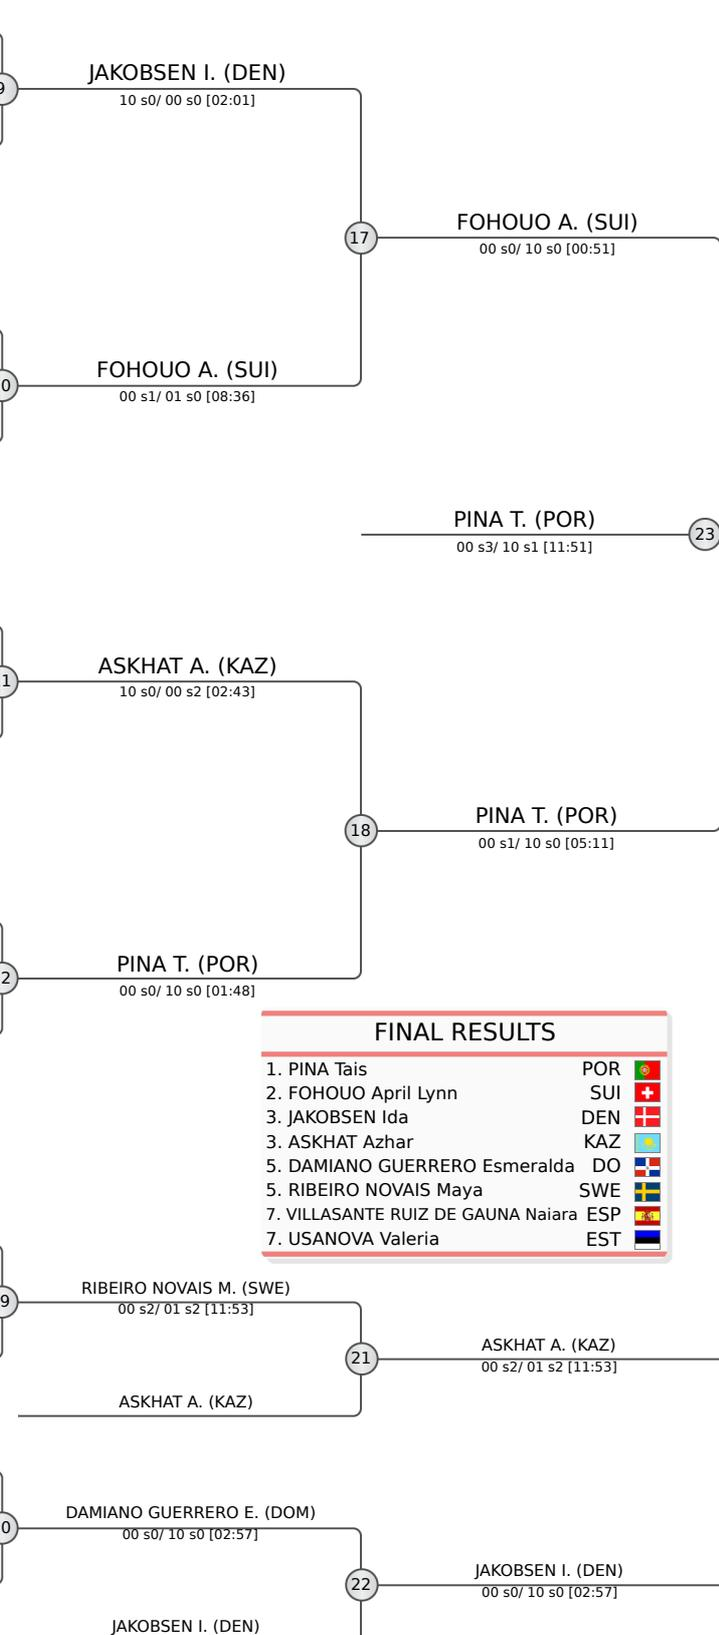 JAKOBSEN I. (DEN)
9
10 s0/ 00 s0 [02:01]
FOHOUO A. (SUI)
17
00 s0/ 10 s0 [00:51]
FOHOUO A. (SUI)
0
00 s1/ 01 s0 [08:36]
PINA T. (POR)
23
00 s3/ 10 s1 [11:51]
ASKHAT A. (KAZ)
1
10 s0/ 00 s2 [02:43]
PINA T. (POR)
18
00 s1/ 10 s0 [05:11]
PINA T. (POR)
2
00 s0/ 10 s0 [01:48]
FINAL RESULTS
1. PINA Tais POR
2. FOHOUO April Lynn SUI
3. JAKOBSEN Ida DEN
3. ASKHAT Azhar KAZ
5. DAMIANO GUERRERO Esmeralda DO
5. RIBEIRO NOVAIS Maya SWE
7. VILLASANTE RUIZ DE GAUNA Naiara ESP
7. USANOVA Valeria EST
RIBEIRO NOVAIS M. (SWE)
9
00 s2/ 01 s2 [11:53]
ASKHAT A. (KAZ)
21
00 s2/ 01 s2 [11:53]
ASKHAT A. (KAZ)
DAMIANO GUERRERO E. (DOM)
0
00 s0/ 10 s0 [02:57]
JAKOBSEN I. (DEN)
22
00 s0/ 10 s0 [02:57]
JAKOBSEN I. (DEN)